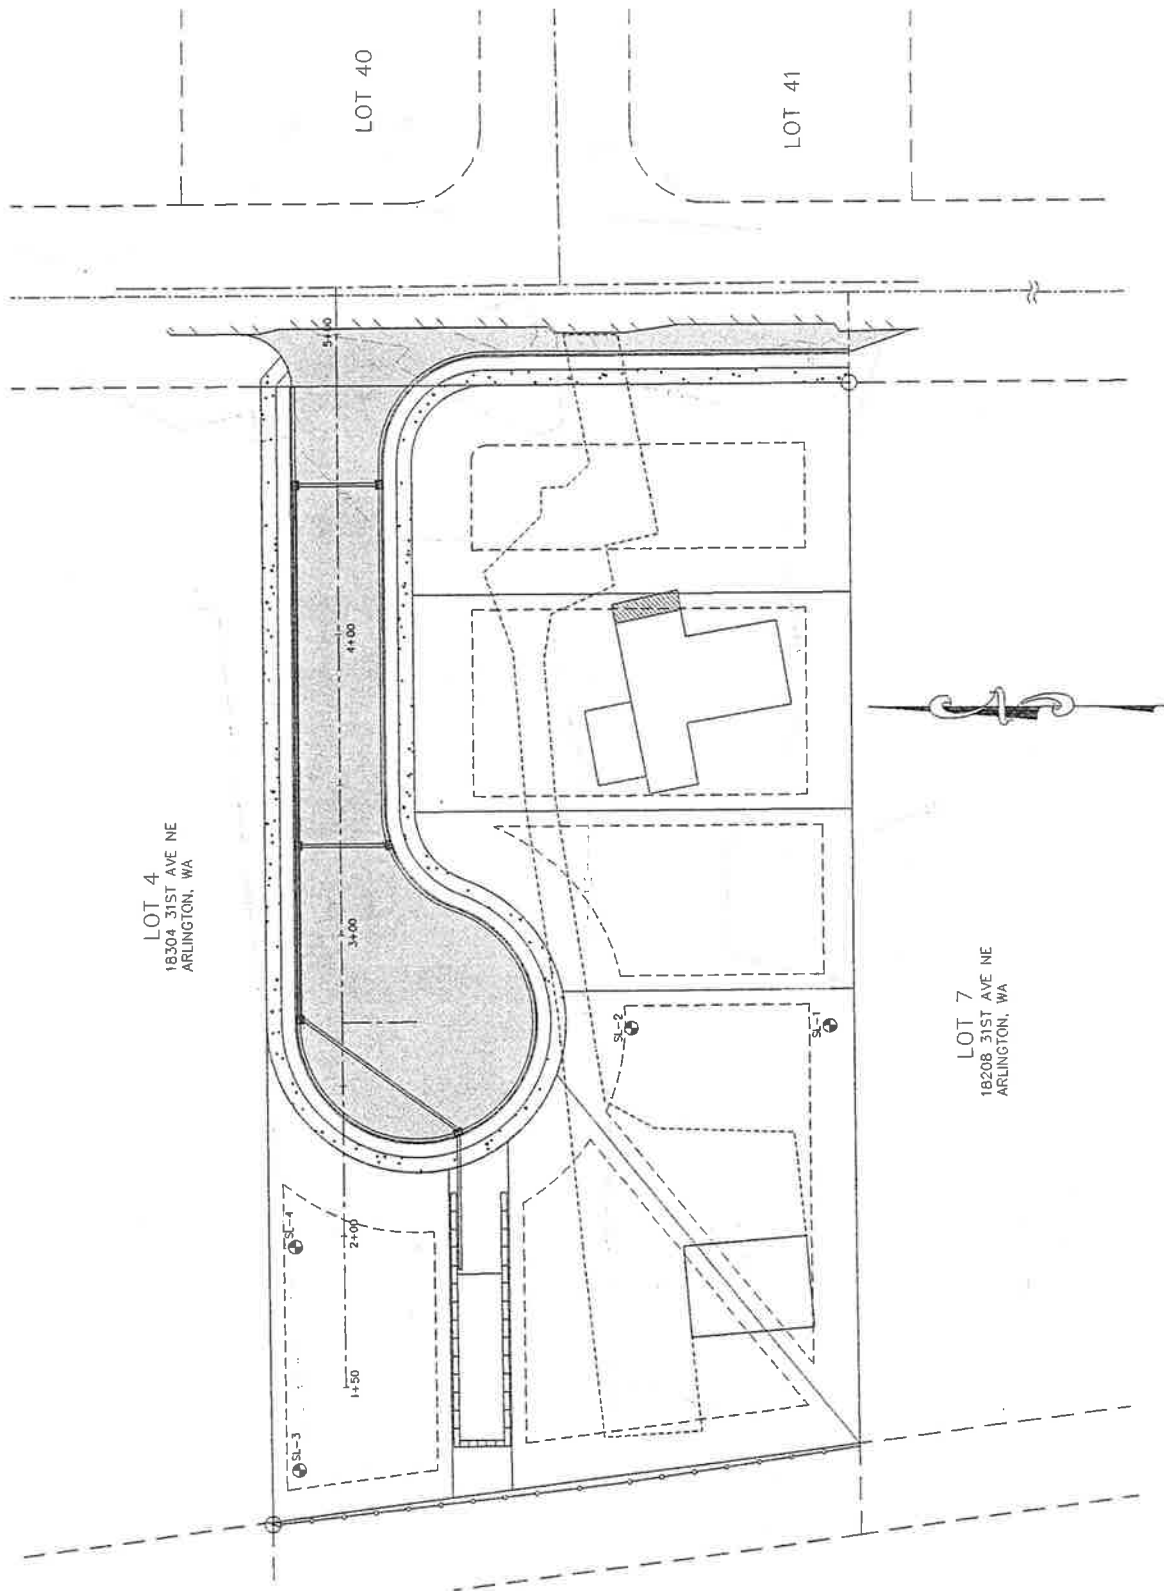 LOT 40
LOT 41
5+00
4+00
LOT 4
18304 31ST AVE NE
ARLINGTON, WA
3+00
LOT 7
18208 31ST AVE NE
ARLINGTON, WA
SL-2
SL-1
SL-4
2+00
1+50
SL-3